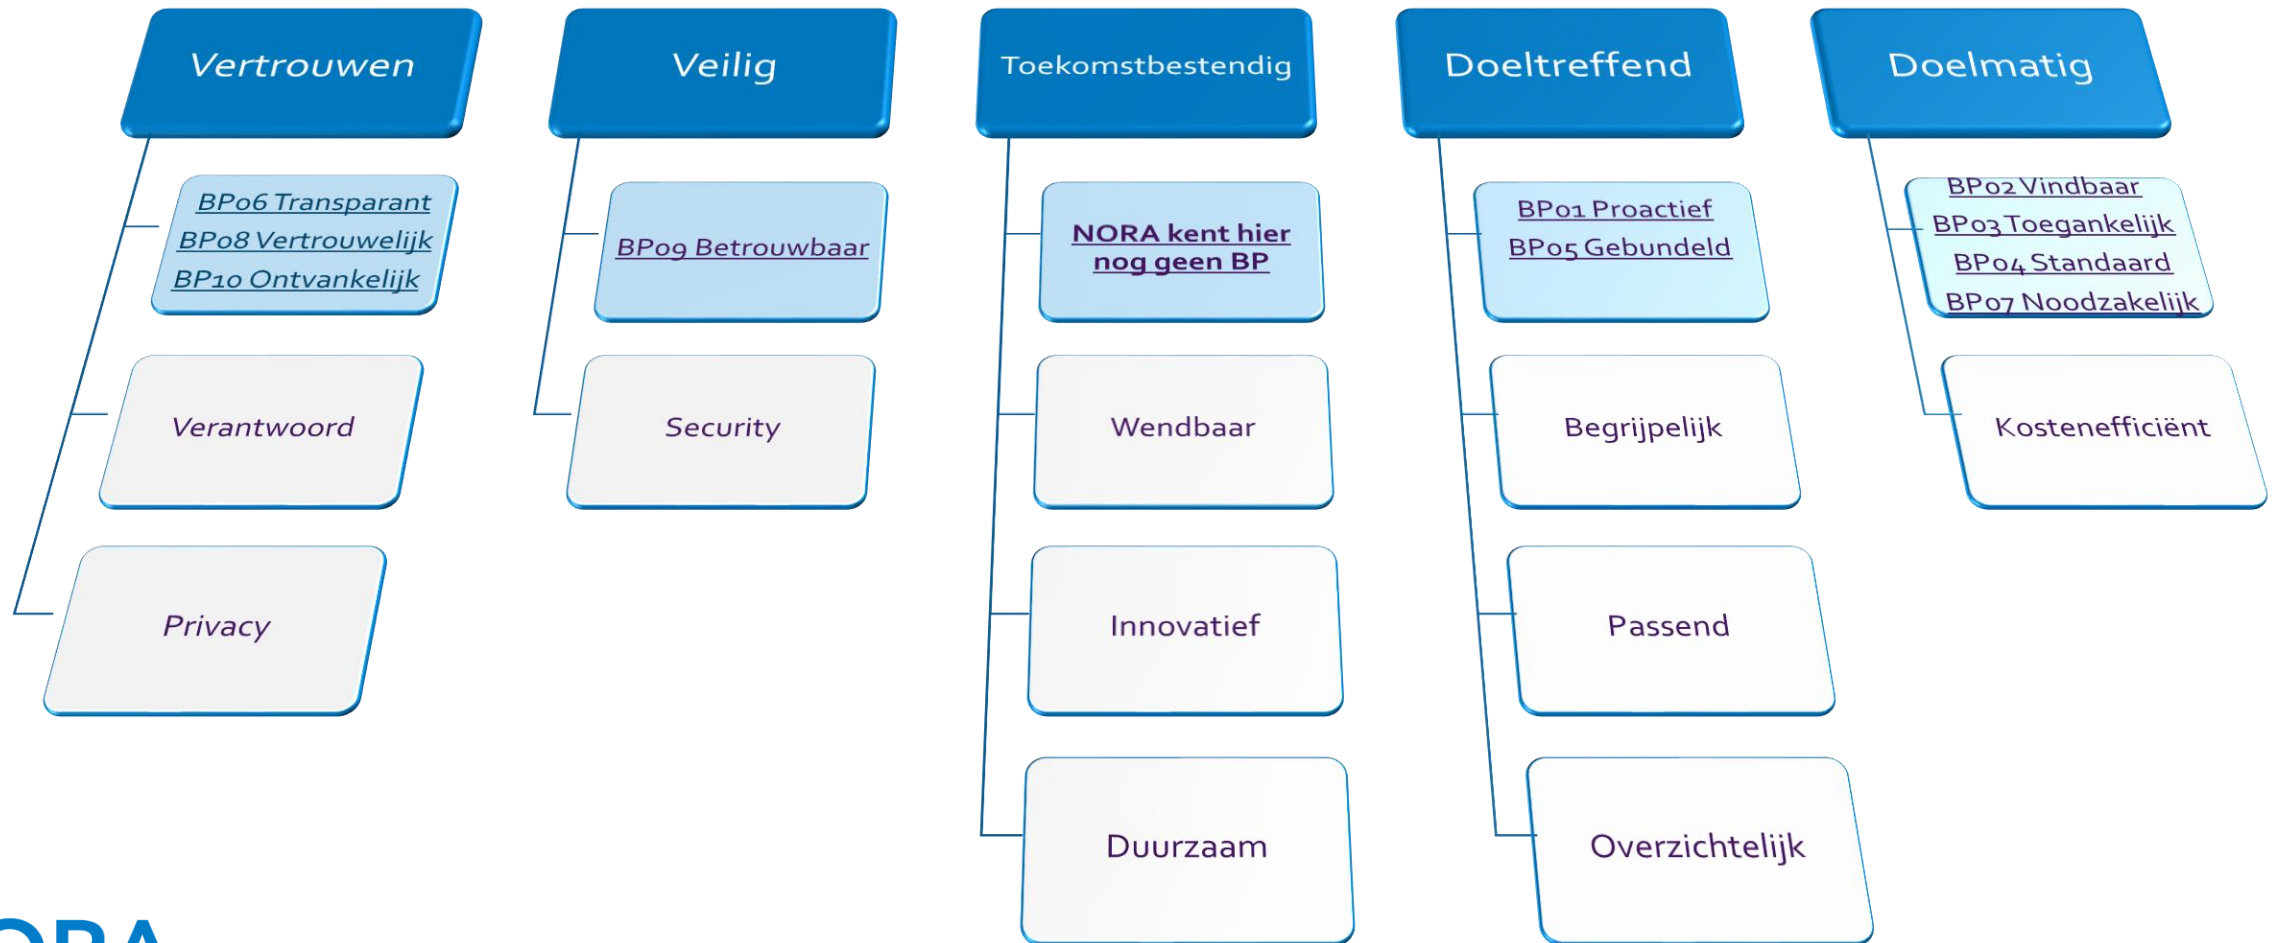 Vertrouwen
BP06 Transparant
BP08 Vertrouwelijk
BP10 Ontvankelijk
Verantwoord
Privacy
Veilig
BP09 Betrouwbaar
Security
Toekomstbestendig
NORA kent hier
nog geen BP
Wendbaar
Innovatief
Duurzaam
Doeltreffend
BP01 Proactief
BP05 Gebundeld
Begrijpelijk
Passend
Overzichtelijk
Doelmatig
BP02 Vindbaar
BP03 Toegankelijk
BP04 Standaard
BP07 Noodzakelijk
Kostenefficiënt